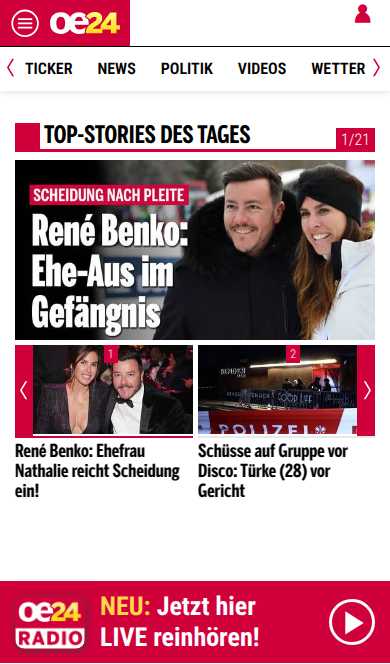 oe24
TICKER NEWS POLITIK VIDEOS WETTER
TOP-STORIES DES TAGES
1/21
SCHEIDUNG NACH PLEITE
René Benko:
Ehe-Aus im
Gefängnis
1
2
POLIZEI
René Benko: Ehefrau
Nathalie reicht Scheidung
ein!
Schüsse auf Gruppe vor
Disco: Türke (28) vor
Gericht
oe24
RADIO
NEU: Jetzt hier
LIVE reinhören!